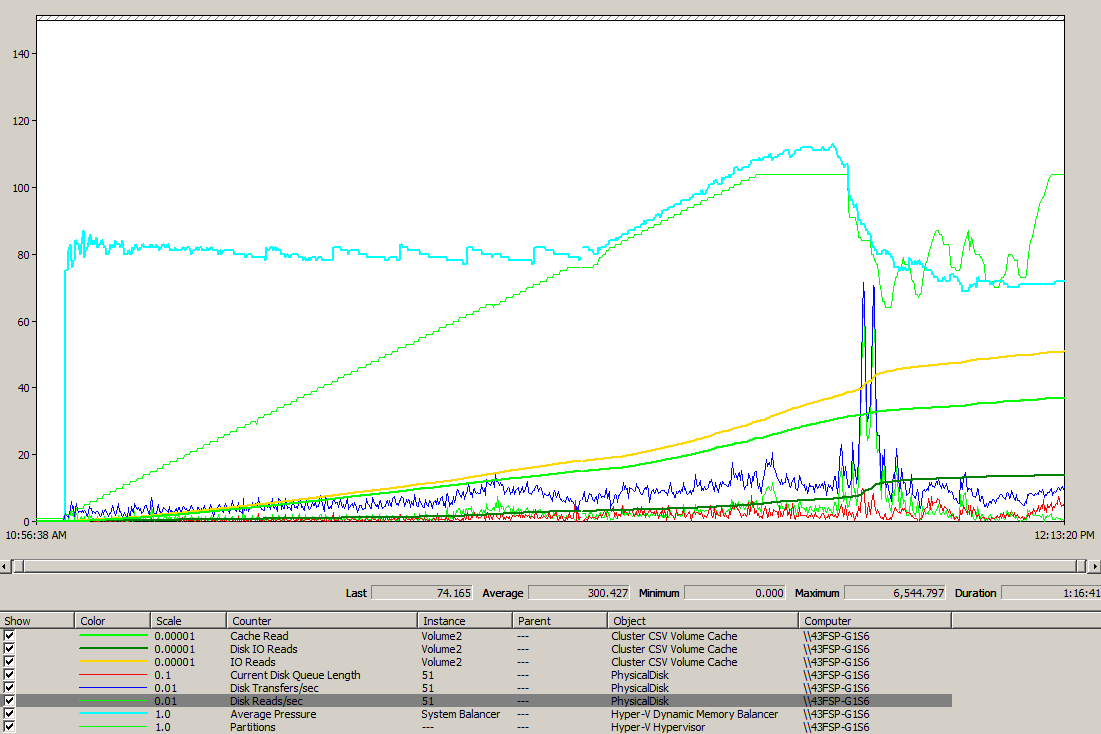 140
120
100
80
60
40
20
0
10:56:38 AM 12:13:20 PM
Last 74.165 Average 300.427 Minimum 0.000 Maximum 6,544.797 Duration 1:16:41
Show Color Scale Counter Instance Parent Object Computer
0.00001 Cache Read Volume2 --- Cluster CSV Volume Cache \\43FSP-G1S6
0.00001 Disk IO Reads Volume2 --- Cluster CSV Volume Cache \\43FSP-G1S6
0.00001 IO Reads Volume2 --- Cluster CSV Volume Cache \\43FSP-G1S6
0.1 Current Disk Queue Length 51 --- PhysicalDisk \\43FSP-G1S6
0.01 Disk Transfers/sec 51 --- PhysicalDisk \\43FSP-G1S6
0.01 Disk Reads/sec 51 --- PhysicalDisk \\43FSP-G1S6
1.0 Average Pressure System Balancer --- Hyper-V Dynamic Memory Balancer \\43FSP-G1S6
1.0 Partitions --- --- Hyper-V Hypervisor \\43FSP-G1S6